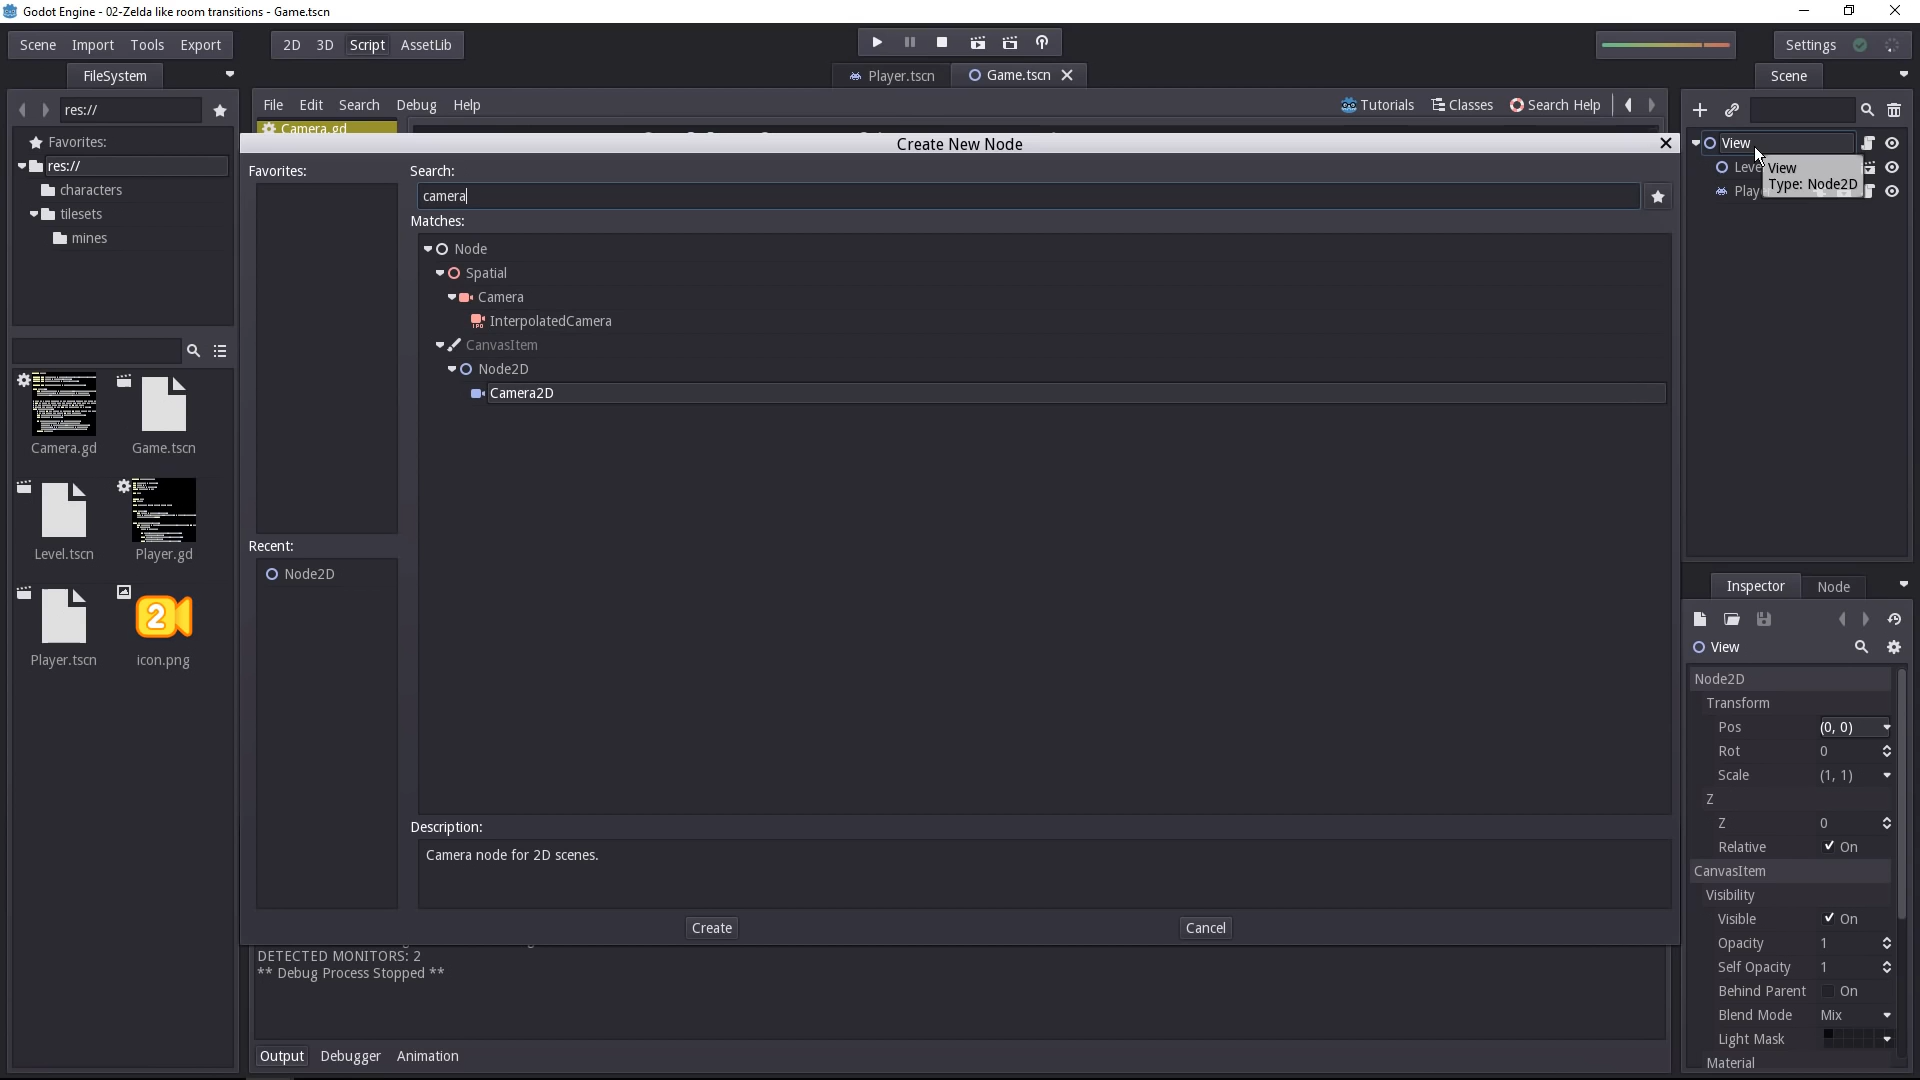 Godot Engine - 02-Zelda like room transitions - Game.tscn
Scene Import Tools Export
2D 3D Script AssetLib
Settings
FileSystem
Player.tscn
Game.tscn
Scene
res://
File Edit Search Debug Help
Tutorials
Classes
Search Help
Favorites:
res://
characters
tilesets
mines
Camera.gd
Create New Node
Favorites:
Search:
camera
Matches:
Node
Spatial
Camera
InterpolatedCamera
CanvasItem
Node2D
Camera2D
Recent:
Node2D
Description:
Camera node for 2D scenes.
Create
Cancel
View
View
Type: Node2D
Camera.gd
Game.tscn
Level.tscn
Player.gd
Player.tscn
2
icon.png
DETECTED MONITORS: 2
** Debug Process Stopped **
Output Debugger Animation
Inspector
Node
View
Node2D
Transform
Pos (0, 0)
Rot 0
Scale (1, 1)
Z
Z 0
Relative On
CanvasItem
Visibility
Visible On
Opacity 1
Self Opacity 1
Behind Parent On
Blend Mode Mix
Light Mask
Material